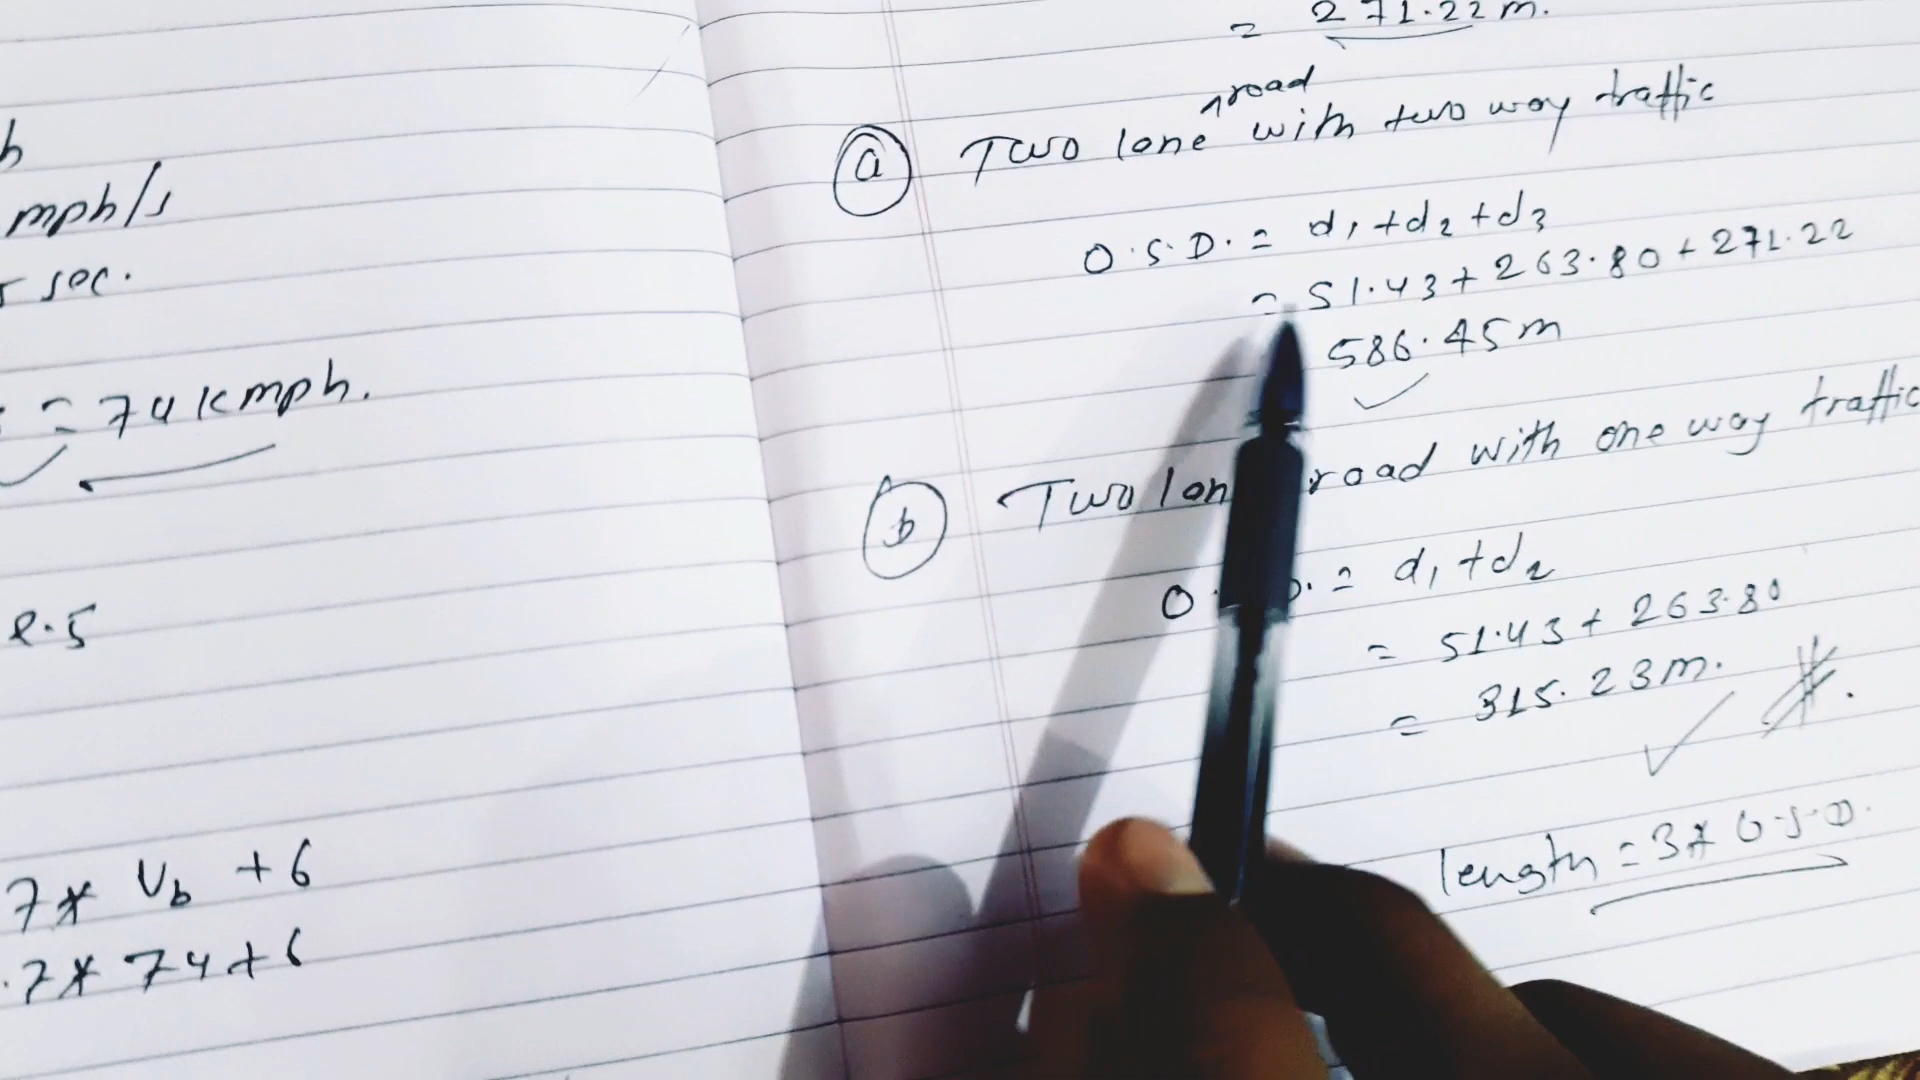 h
mph/s
sec.
= 74 kmph.
2.5
7* Vb + 6
.7* 74+6
= 271.22 m.
(a) Two lane road with two way traffic
O.S.D. = d1 + d2 + d3
= 51.43 + 263.80 + 271.22
586.45m
(b) Two lan road with one way traffic
O D. = d1 + d2
= 51.43 + 263.80
= 315.23m.
length = 3* O.S.D.